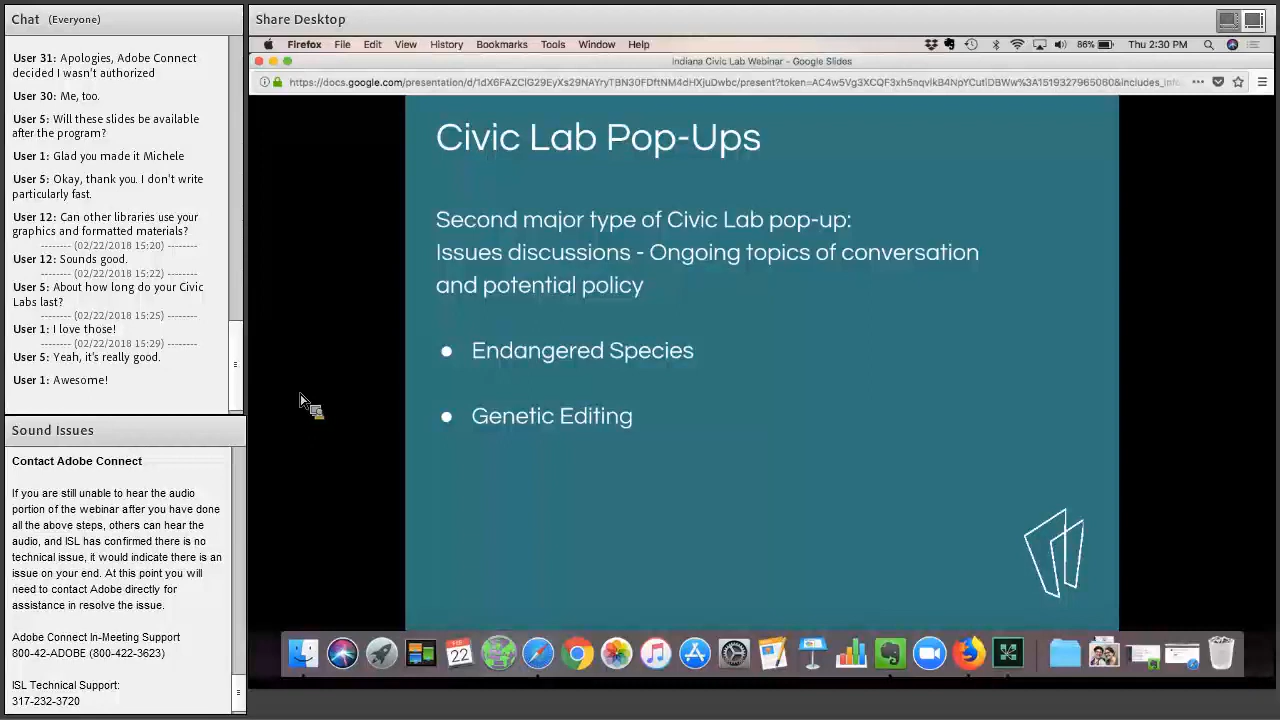 Chat (Everyone)
User 31: Apologies, Adobe Connect
decided I wasn't authorized
User 30: Me, too.
User 5: Will these slides be available
after the program?
User 1: Glad you made it Michele
User 5: Okay, thank you. I don't write
particularly fast.
User 12: Can other libraries use your
graphics and formatted materials?
-------- (02/22/2018 15:20) --------
User 12: Sounds good.
-------- (02/22/2018 15:22) --------
User 5: About how long do your Civic
Labs last?
-------- (02/22/2018 15:25) --------
User 1: I love those!
-------- (02/22/2018 15:29) --------
User 5: Yeah, it's really good.
User 1: Awesome!
Sound Issues
Contact Adobe Connect
If you are still unable to hear the audio
portion of the webinar after you have done
all the above steps, others can hear the
audio, and ISL has confirmed there is no
technical issue, it would indicate there is an
issue on your end. At this point you will
need to contact Adobe directly for
assistance in resolve the issue.
Adobe Connect In-Meeting Support
800-42-ADOBE (800-422-3623)
ISL Technical Support:
317-232-3720
Share Desktop
Firefox File Edit View History Bookmarks Tools Window Help 86% Thu 2:30 PM
Indiana Civic Lab Webinar - Google Slides
Civic Lab Pop-Ups
Second major type of Civic Lab pop-up:
Issues discussions - Ongoing topics of conversation
and potential policy
● Endangered Species
● Genetic Editing
FEB
22